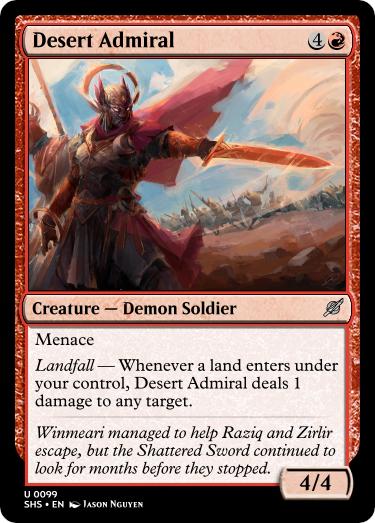 Desert Admiral
4
Creature — Demon Soldier
Menace
Landfall — Whenever a land enters under
your control, Desert Admiral deals 1
damage to any target.
Winmeari managed to help Raziq and Zirlir
escape, but the Shattered Sword continued to
look for months before they stopped.
4/4
U 0099
SHS • EN Jason Nguyen